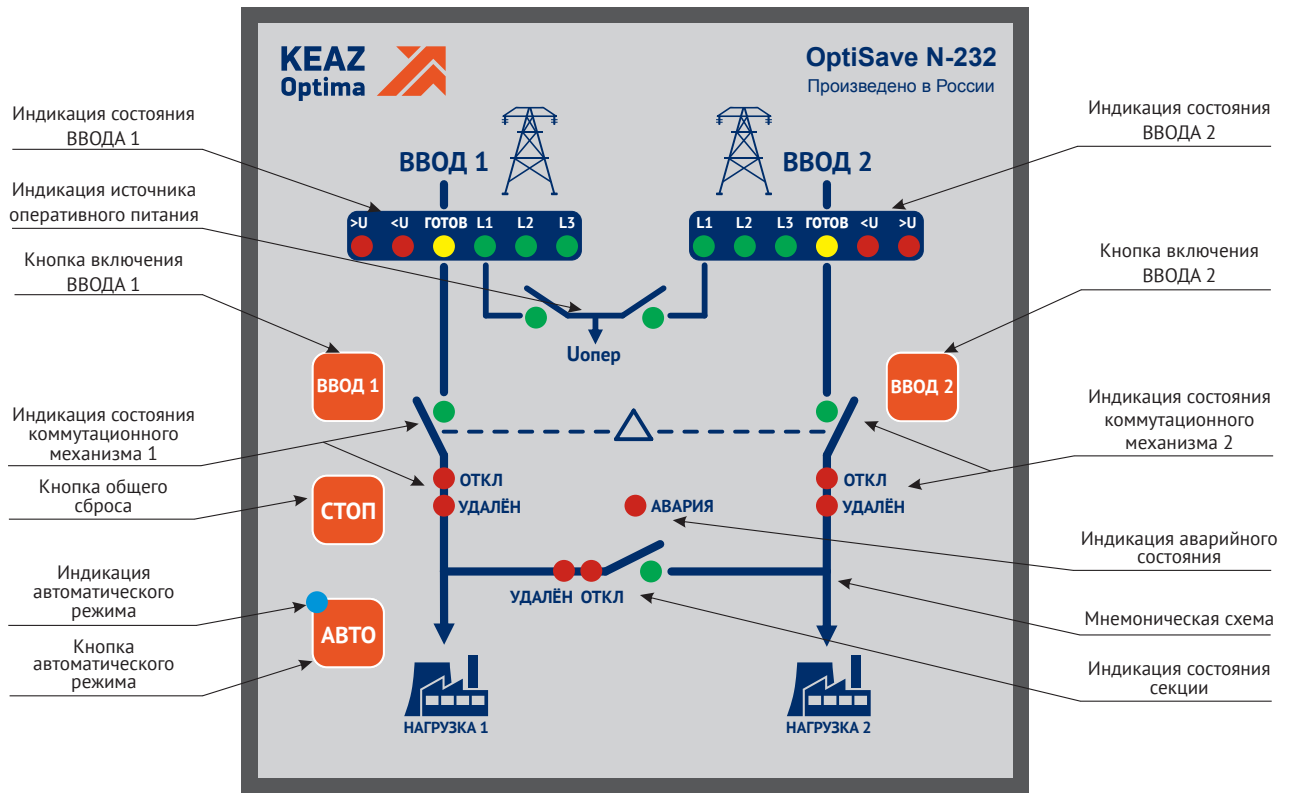 KEAZ
Optima
OptiSave N-232
Произведено в России
Индикация состояния
ВВОДА 1
Индикация источника
оперативного питания
Кнопка включения
ВВОДА 1
Индикация состояния
коммутационного
механизма 1
Кнопка общего
сброса
Индикация
автоматического
режима
Кнопка
автоматического
режима
ВВОД 1
ВВОД 2
>U <U ГОТОВ L1 L2 L3
L1 L2 L3 ГОТОВ <U >U
Uопер
ВВОД 1
ВВОД 2
ОТКЛ
УДАЛЁН
ОТКЛ
УДАЛЁН
СТОП
АВАРИЯ
УДАЛЁН ОТКЛ
АВТО
НАГРУЗКА 1
НАГРУЗКА 2
Индикация состояния
ВВОДА 2
Кнопка включения
ВВОДА 2
Индикация состояния
коммутационного
механизма 2
Индикация аварийного
состояния
Мнемоническая схема
Индикация состояния
секции